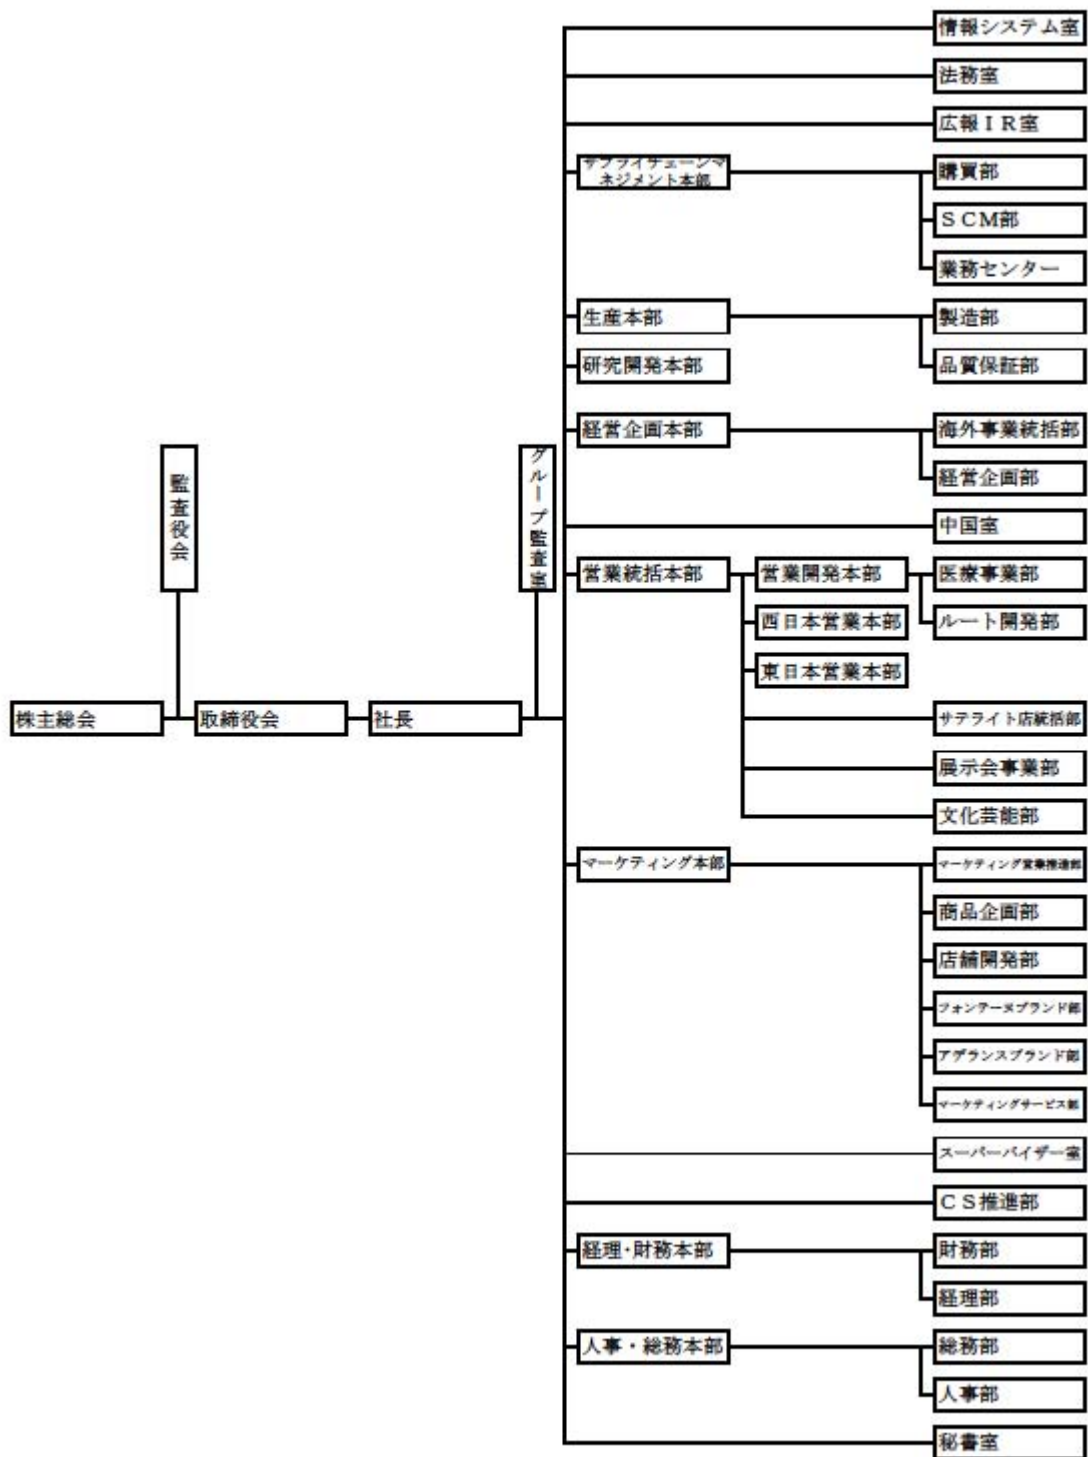 情報システム室
法務室
広報ＩＲ室
サプライチェーンマ
ネジメント本部
購買部
ＳＣＭ部
業務センター
生産本部
製造部
研究開発本部
品質保証部
経営企画本部
海外事業統括部
経営企画部
監査役会
グループ監査室
中国室
営業統括本部
営業開発本部
医療事業部
西日本営業本部
ルート開発部
東日本営業本部
株主総会
取締役会
社長
サテライト店統括部
展示会事業部
文化芸能部
マーケティング本部
マーケティング営業推進部
商品企画部
店舗開発部
フォンテーヌブランド部
アデランスブランド部
マーケティングサービス部
スーパーバイザー室
ＣＳ推進部
経理・財務本部
財務部
経理部
人事・総務本部
総務部
人事部
秘書室